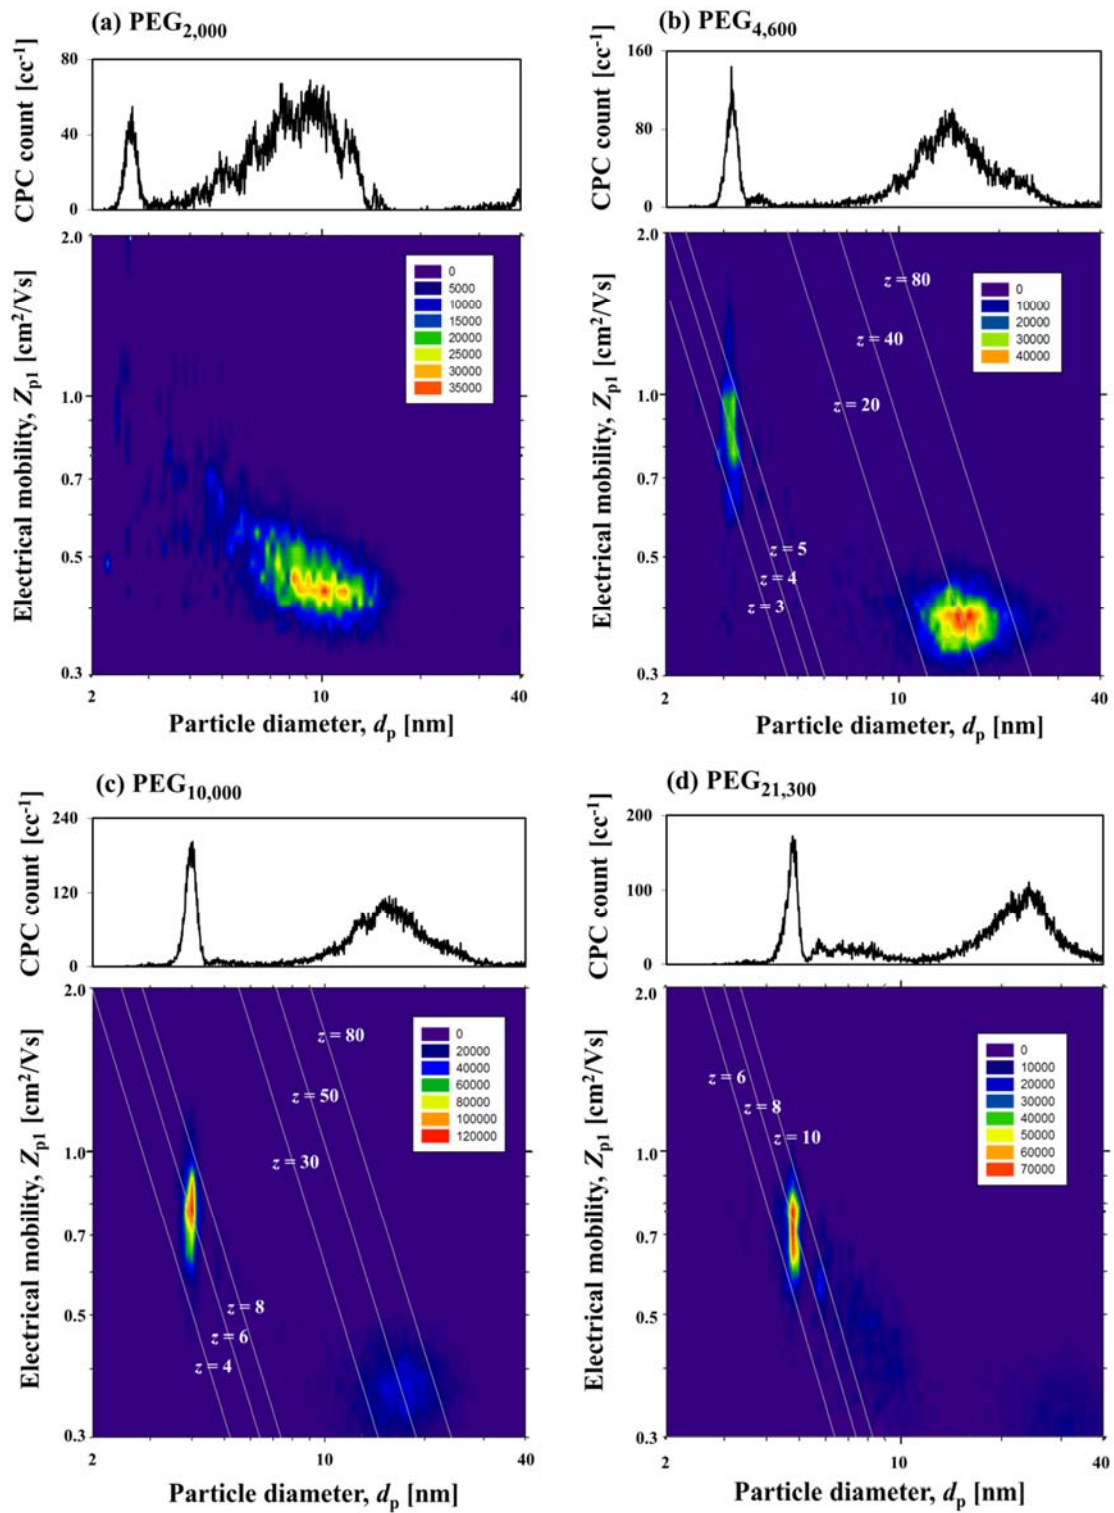 (a) PEG2,000
CPC count [cc-1]
80
40
0
Electrical mobility, Zp1 [cm2/Vs]
2.0
1.0
0.7
0.5
0.3
0
5000
10000
15000
20000
25000
30000
35000
2
10
40
Particle diameter, dp [nm]
(b) PEG4,600
CPC count [cc-1]
160
80
0
Electrical mobility, Zp1 [cm2/Vs]
2.0
1.0
0.7
0.5
0.3
z = 80
z = 40
z = 20
z = 5
z = 4
z = 3
0
10000
20000
30000
40000
2
10
40
Particle diameter, dp [nm]
(c) PEG10,000
CPC count [cc-1]
240
120
0
Electrical mobility, Zp1 [cm2/Vs]
2.0
1.0
0.7
0.5
0.3
z = 80
z = 50
z = 30
z = 8
z = 6
z = 4
0
20000
40000
60000
80000
100000
120000
2
10
40
Particle diameter, dp [nm]
(d) PEG21,300
CPC count [cc-1]
200
100
0
Electrical mobility, Zp1 [cm2/Vs]
2.0
1.0
0.7
0.5
0.3
z = 6
z = 8
z = 10
0
10000
20000
30000
40000
50000
60000
70000
2
10
40
Particle diameter, dp [nm]